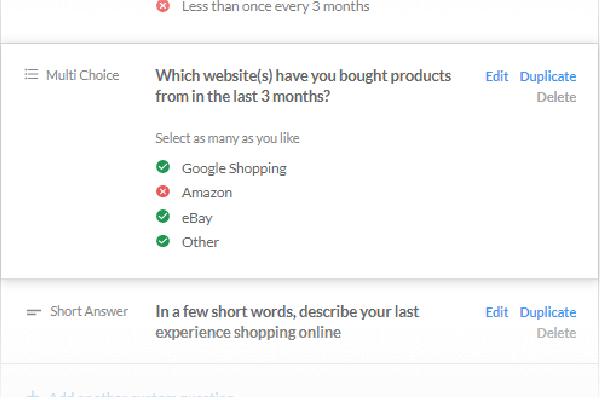 Less than once every 3 months
Multi Choice
Which website(s) have you bought products
from in the last 3 months?
Edit Duplicate
Delete
Select as many as you like
Google Shopping
Amazon
eBay
Other
Short Answer
In a few short words, describe your last
experience shopping online
Edit Duplicate
Delete
Add another custom question